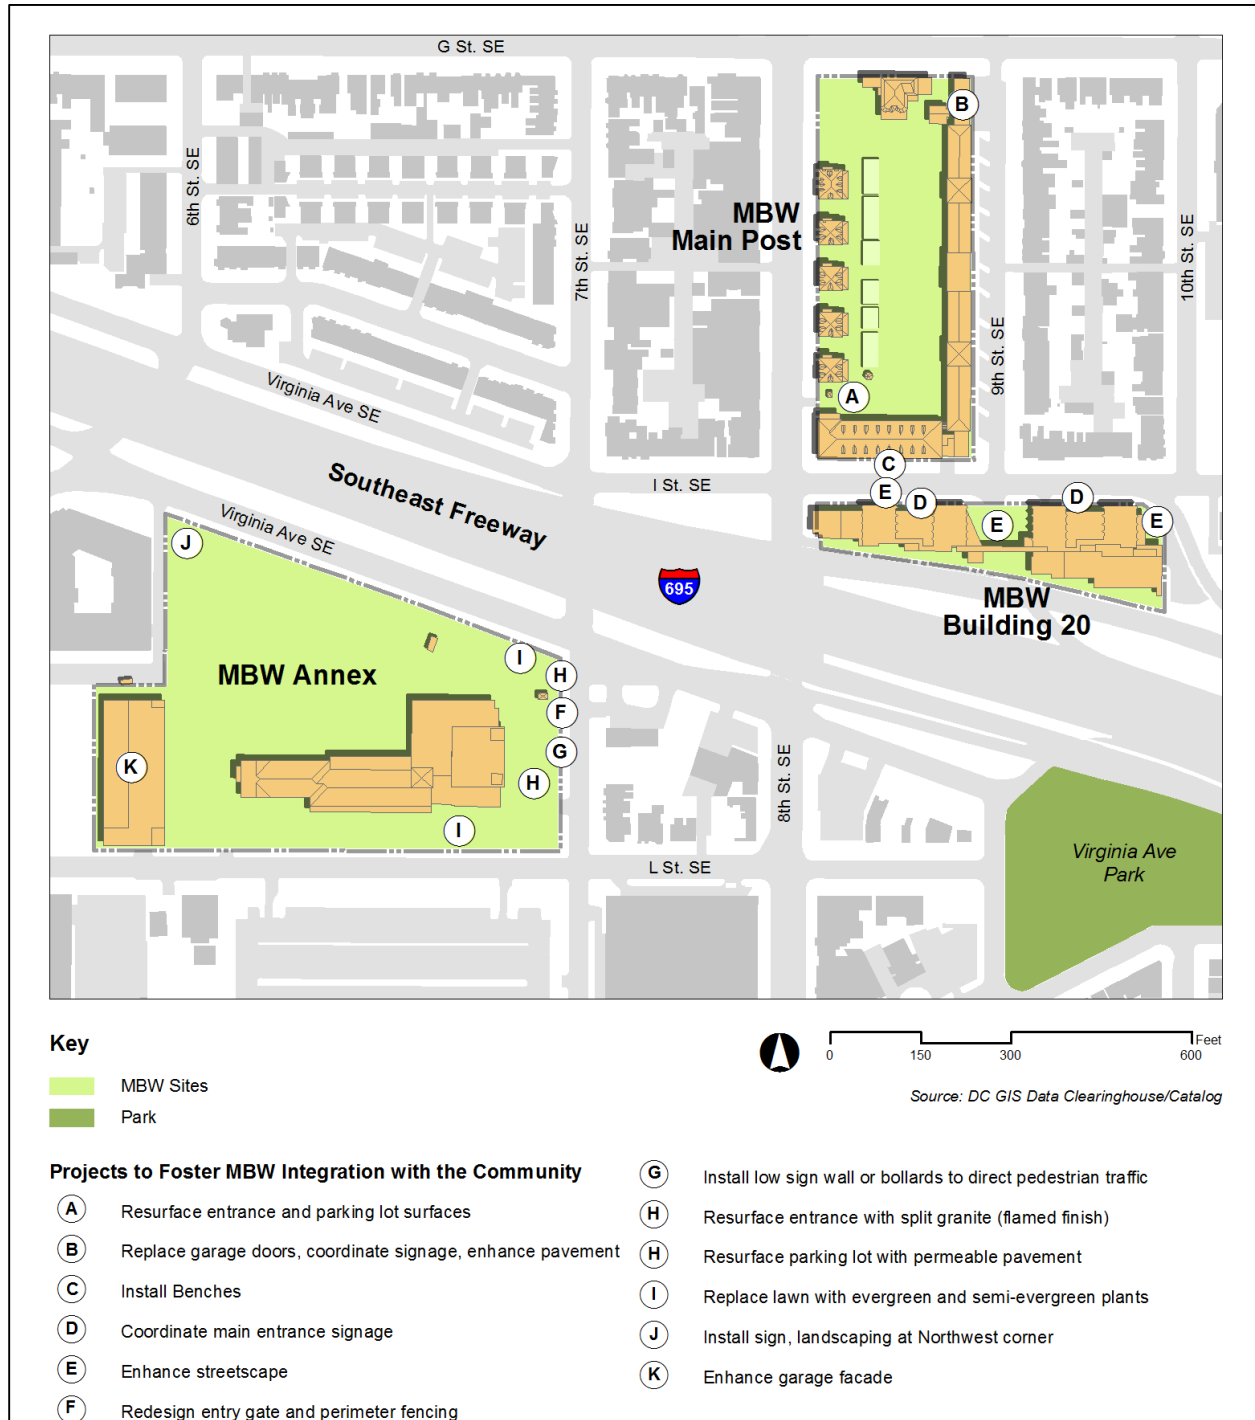 G St. SE
B
6th St. SE
MBW
Main Post
7th St. SE
10th St. SE
9th St. SE
Virginia Ave SE
A
C
Southeast Freeway
I St. SE
E
D
D
E
E
Virginia Ave SE
J
695
MBW
Building 20
I
H
MBW Annex
F
G
K
H
8th St. SE
I
Virginia Ave
Park
L St. SE
Key
MBW Sites
Park
Feet
0 150 300 600
Source: DC GIS Data Clearinghouse/Catalog
Projects to Foster MBW Integration with the Community
A Resurface entrance and parking lot surfaces
B Replace garage doors, coordinate signage, enhance pavement
C Install Benches
D Coordinate main entrance signage
E Enhance streetscape
F Redesign entry gate and perimeter fencing
G Install low sign wall or bollards to direct pedestrian traffic
H Resurface entrance with split granite (flamed finish)
H Resurface parking lot with permeable pavement
I Replace lawn with evergreen and semi-evergreen plants
J Install sign, landscaping at Northwest corner
K Enhance garage facade